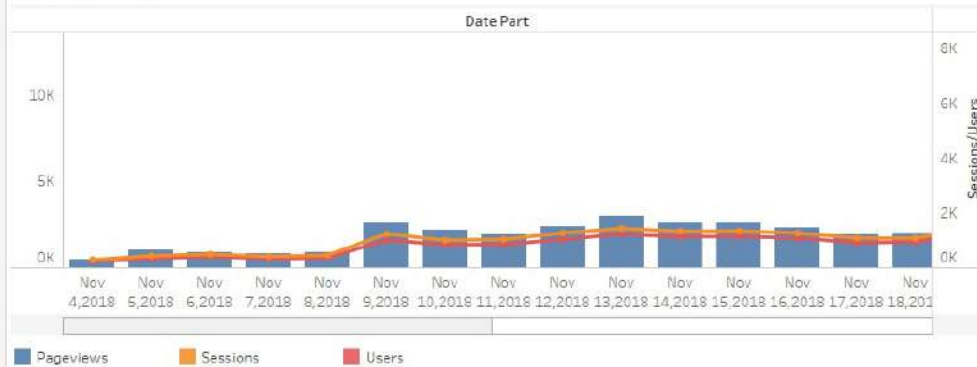 Date Part
10K
5K
0K
8K
6K
4K
2K
0K
Sessions/Users
Nov 4,2018
Nov 5,2018
Nov 6,2018
Nov 7,2018
Nov 8,2018
Nov 9,2018
Nov 10,2018
Nov 11,2018
Nov 12,2018
Nov 13,2018
Nov 14,2018
Nov 15,2018
Nov 16,2018
Nov 17,2018
Nov 18,201
Pageviews
Sessions
Users